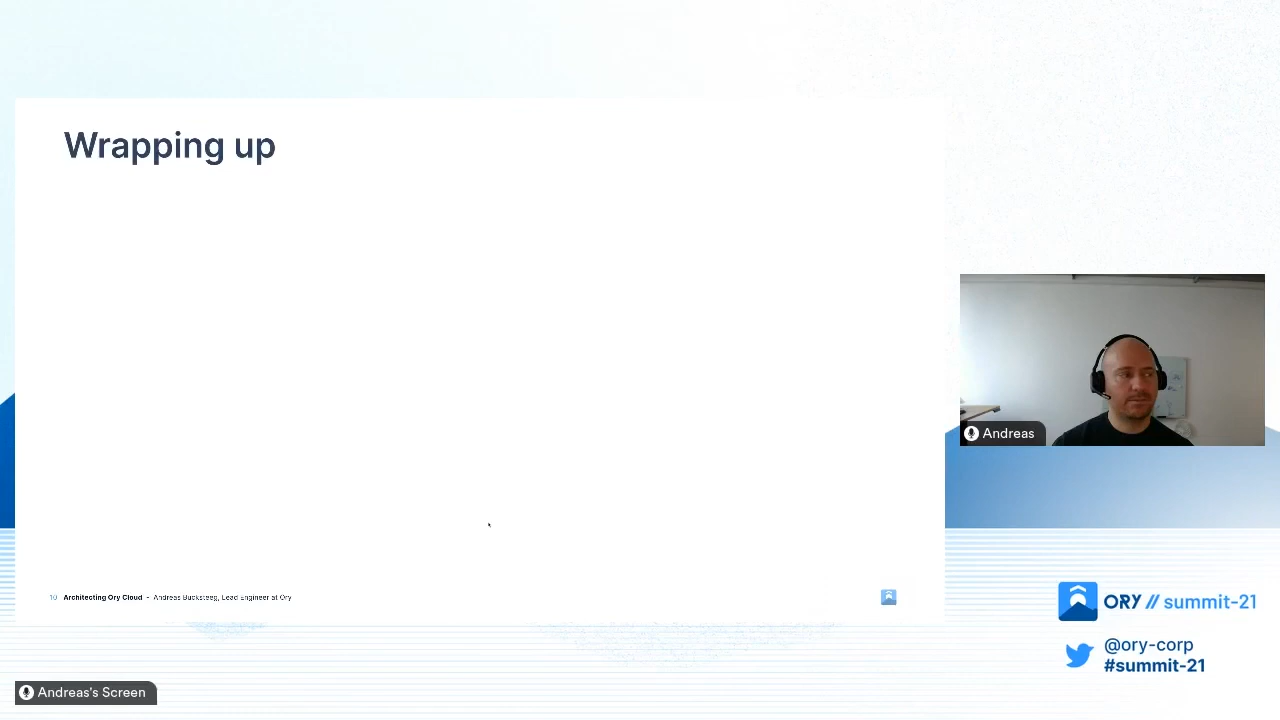 Wrapping up
10 Architecting Ory Cloud - Andreas Bucksteeg, Lead Engineer at Ory
Andreas
ORY // summit-21
@ory-corp
#summit-21
Andreas's Screen